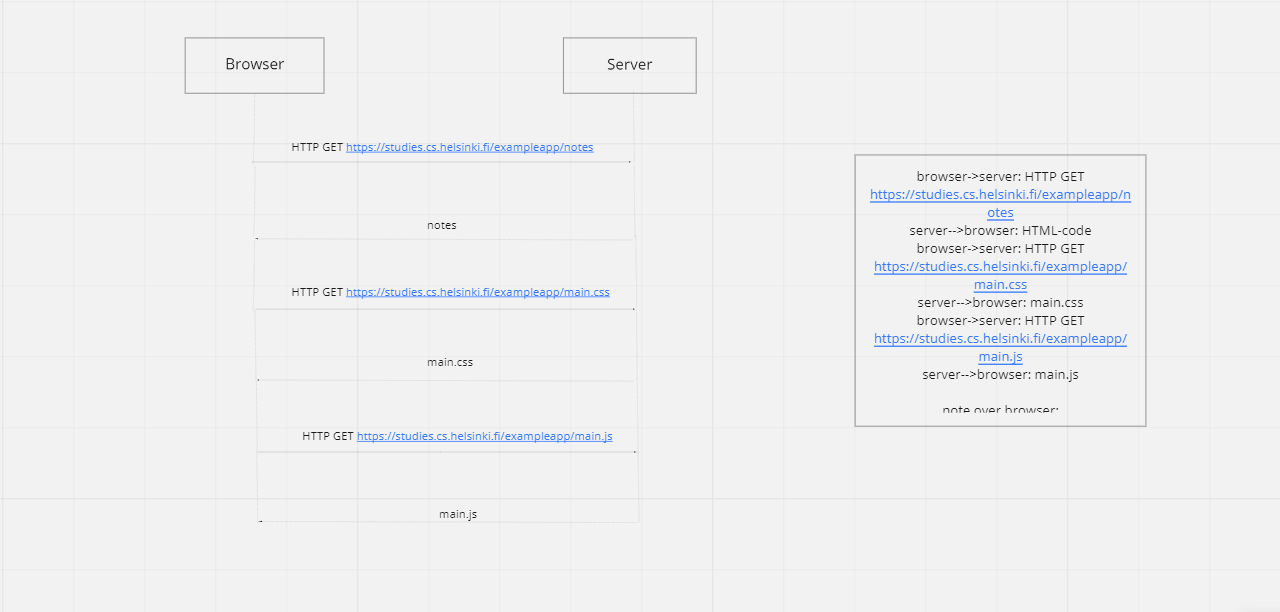 Browser
Server
HTTP GET https://studies.cs.helsinki.fi/exampleapp/notes
notes
HTTP GET https://studies.cs.helsinki.fi/exampleapp/main.css
main.css
HTTP GET https://studies.cs.helsinki.fi/exampleapp/main.js
main.js
browser->server: HTTP GET
https://studies.cs.helsinki.fi/exampleapp/n
otes
server-->browser: HTML-code
browser->server: HTTP GET
https://studies.cs.helsinki.fi/exampleapp/
main.css
server-->browser: main.css
browser->server: HTTP GET
https://studies.cs.helsinki.fi/exampleapp/
main.js
server-->browser: main.js
note over browser: